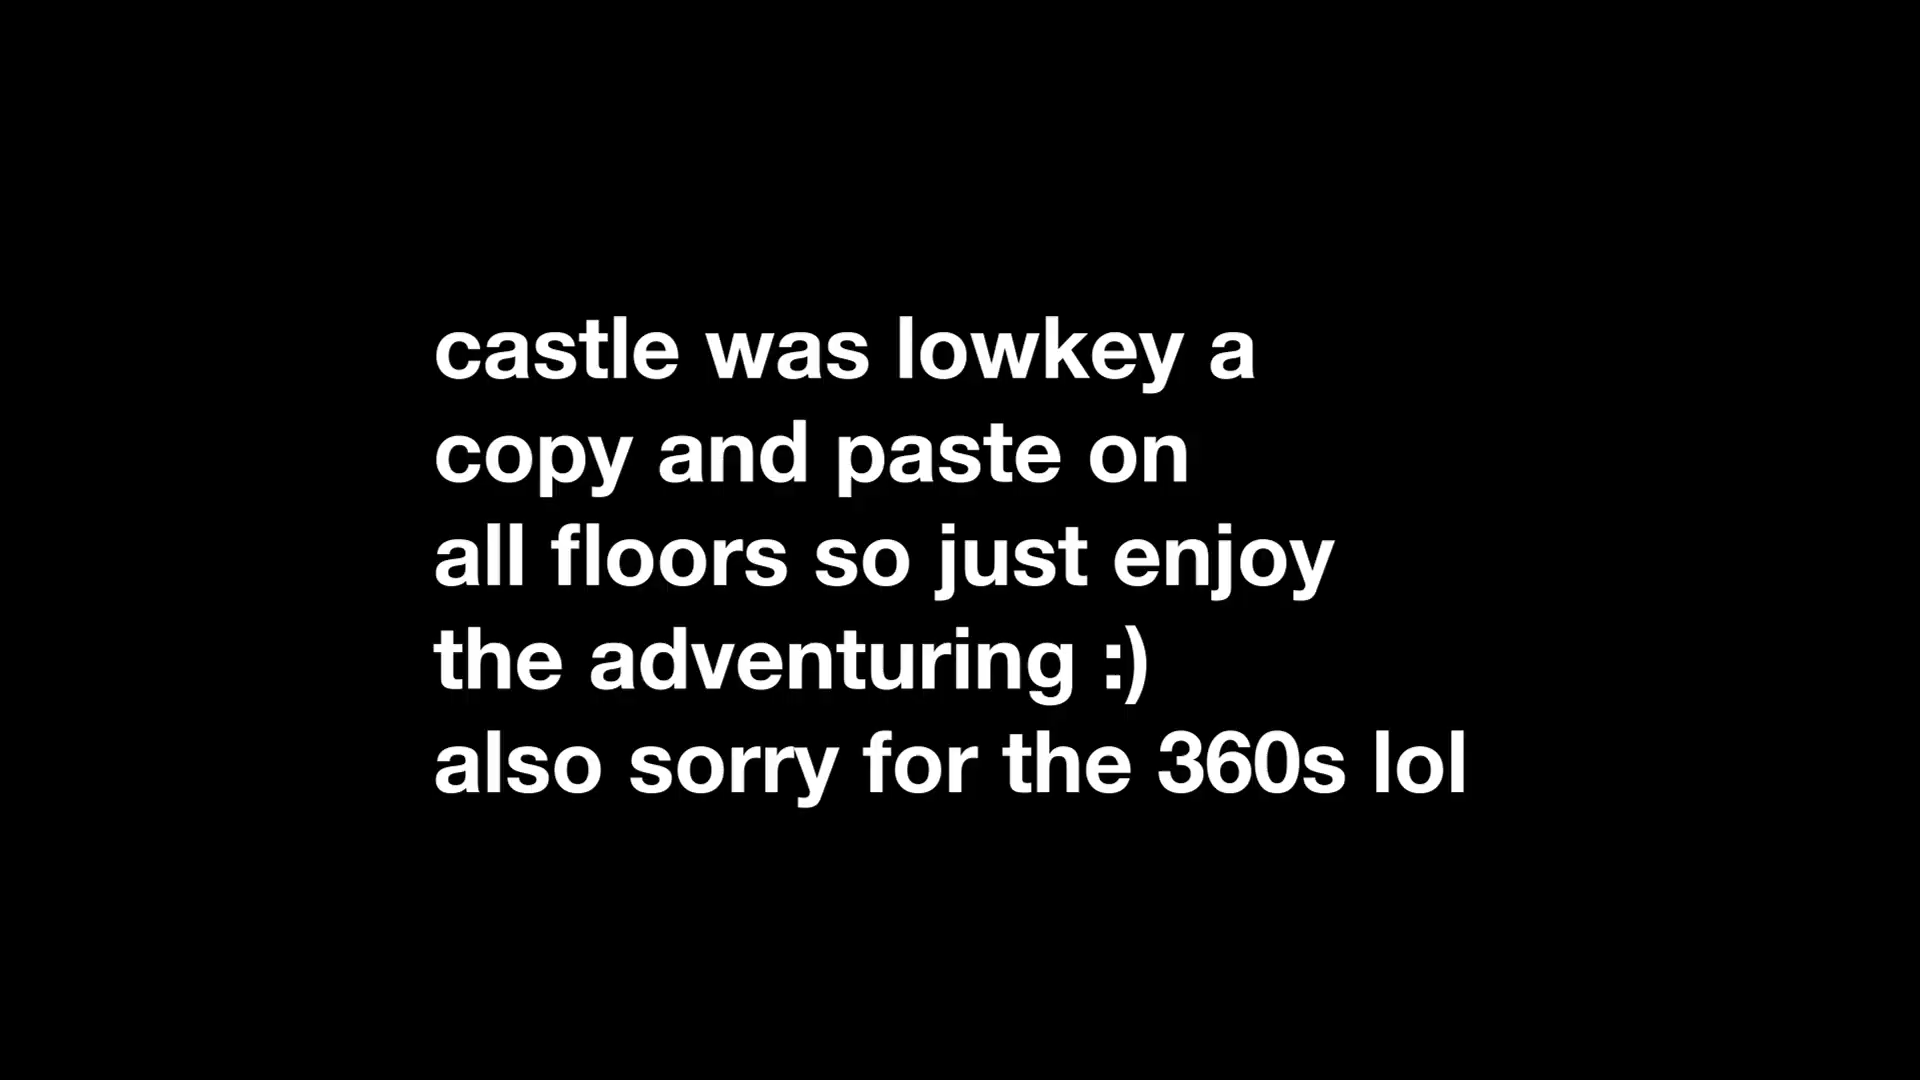 castle was lowkey a
copy and paste on
all floors so just enjoy
the adventuring :)
also sorry for the 360s lol